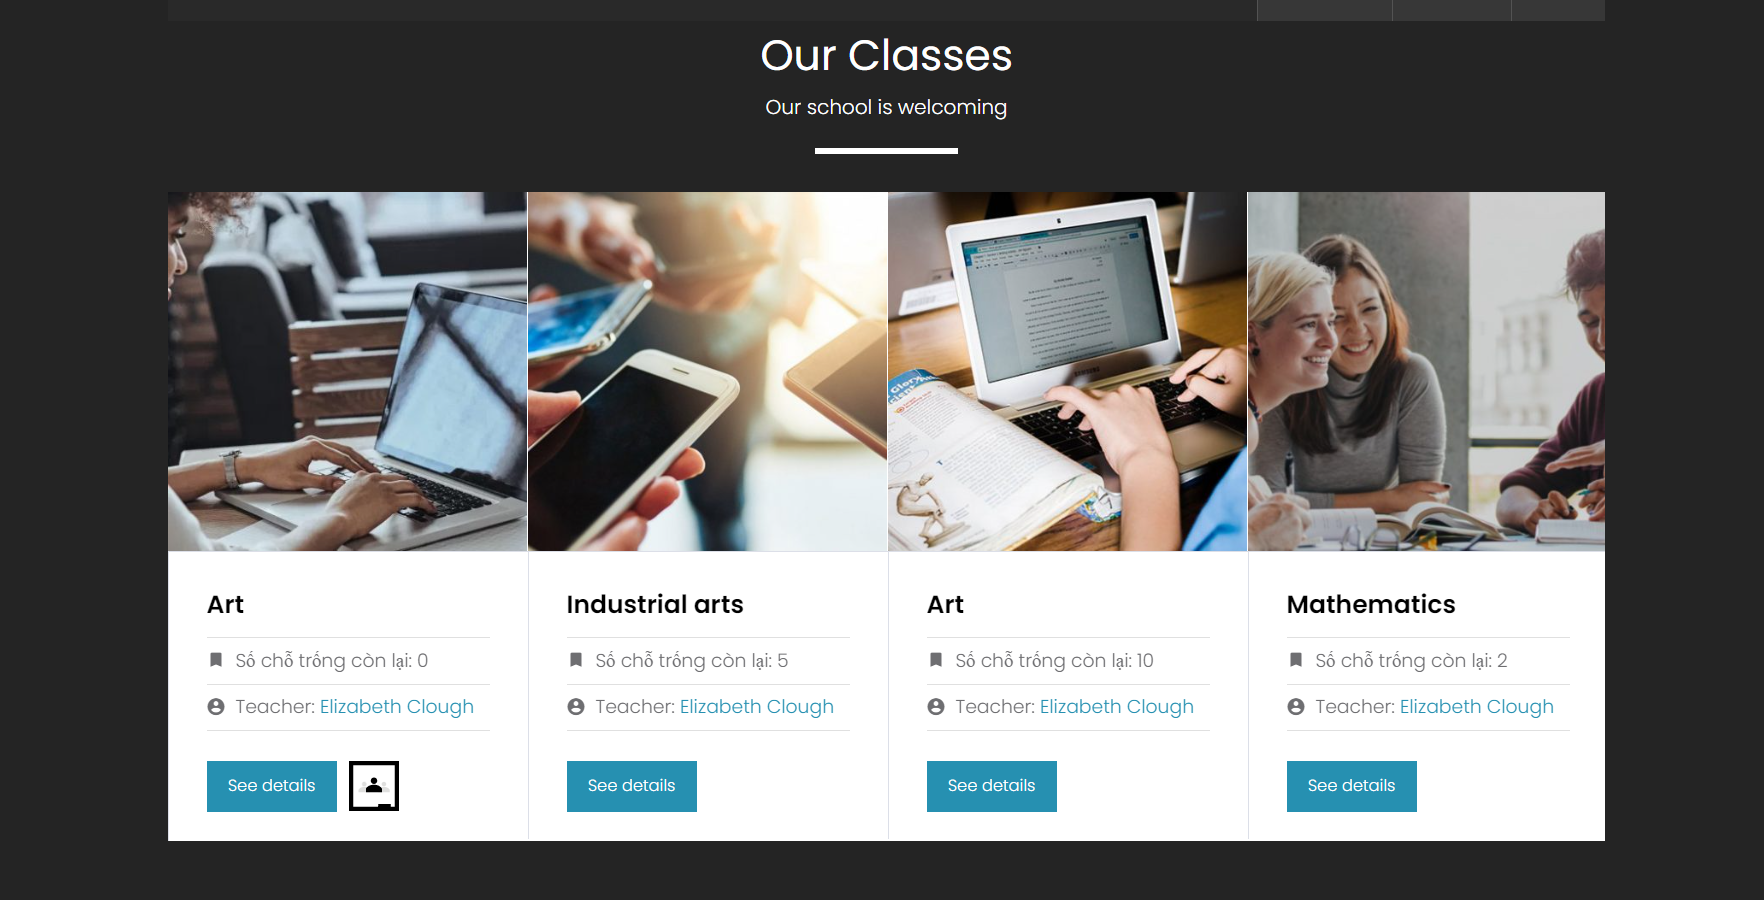 Our Classes
Our school is welcoming
Art
Số chỗ trống còn lại: 0
Teacher: Elizabeth Clough
See details
Industrial arts
Số chỗ trống còn lại: 5
Teacher: Elizabeth Clough
See details
Art
Số chỗ trống còn lại: 10
Teacher: Elizabeth Clough
See details
Mathematics
Số chỗ trống còn lại: 2
Teacher: Elizabeth Clough
See details